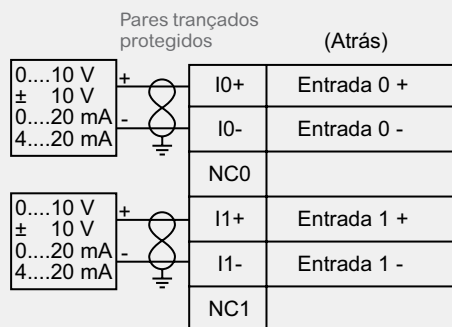 Pares trançados
protegidos
(Atrás)
0....10 V
± 10 V
0....20 mA
4....20 mA
+
-
I0+ Entrada 0 +
I0- Entrada 0 -
NC0
0....10 V
± 10 V
0....20 mA
4....20 mA
+
-
I1+ Entrada 1 +
I1- Entrada 1 -
NC1